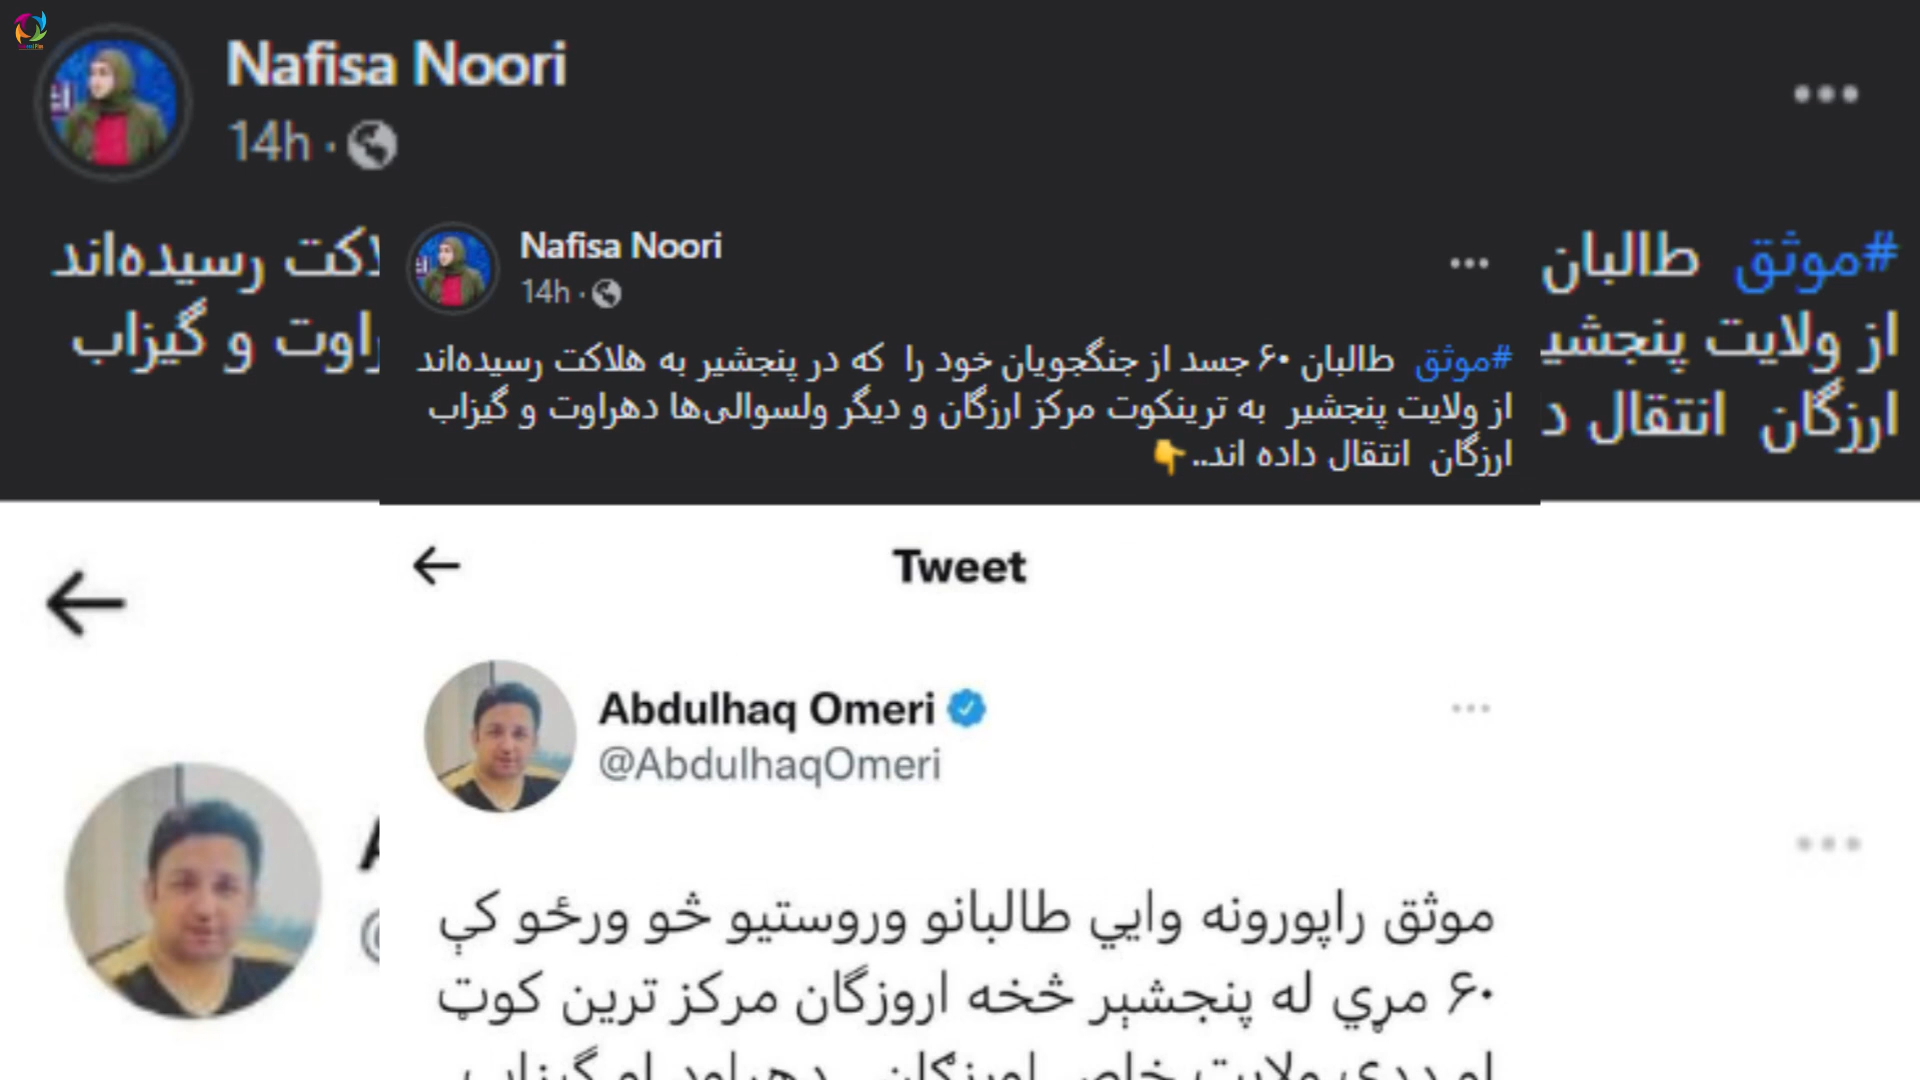 Nafisa Noori
14h ·
#موثق طالبان
لاکت رسیده‌اند
از ولایت پنجشیر
راوت و گیزاب
ارزگان انتقال د
Nafisa Noori
14h ·
#موثق طالبان ۶۰ جسد از جنگجویان خود را که در پنجشیر به هلاکت رسیده‌اند
از ولایت پنجشیر به ترینکوت مرکز ارزگان و دیگر ولسوالی‌ها دهراوت و گیزاب
ارزگان انتقال داده اند..👇
Tweet
Abdulhaq Omeri
@AbdulhaqOmeri
موثق راپورونه وايي طالبانو وروستیو څو ورځو کې
۶۰ مړي له پنجشېر څخه اروزگان مرکز ترین کوټ